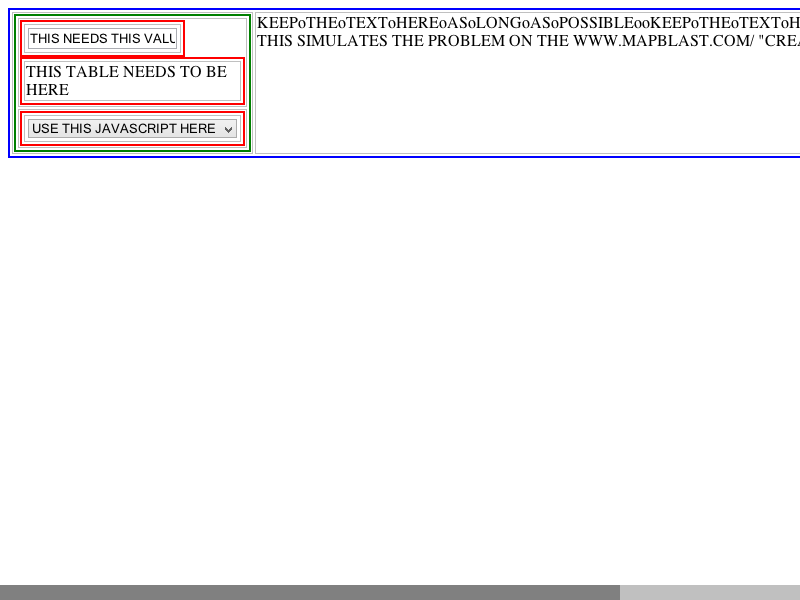 THIS NEEDS THIS VALU
THIS TABLE NEEDS TO BE
HERE
USE THIS JAVASCRIPT HERE
KEEPoTHEoTEXToHEREoASoLONGoASoPOSSIBLEooKEEPoTHEoTEXToH
THIS SIMULATES THE PROBLEM ON THE WWW.MAPBLAST.COM/ "CREA